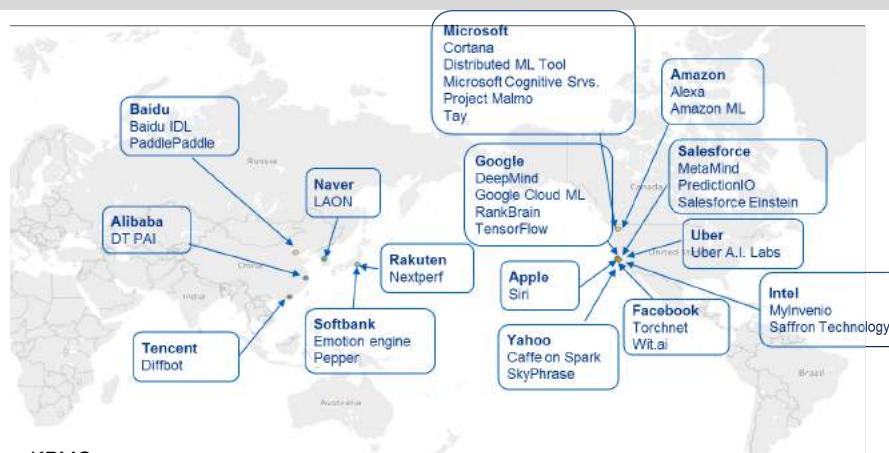 Microsoft
Cortana
Distributed ML Tool
Microsoft Cognitive Srvs.
Project Malmo
Tay
Amazon
Alexa
Amazon ML
Baidu
Baidu IDL
PaddlePaddle
Russia
Naver
LAON
Google
DeepMind
Google Cloud ML
RankBrain
TensorFlow
Canada
Salesforce
MetaMind
PredictionIO
Salesforce Einstein
Alibaba
DT PAI
China
Rakuten
Nextperf
Uber
Uber A.I. Labs
United States
India
Apple
Siri
Intel
MyInvenio
Saffron Technology
Softbank
Emotion engine
Pepper
Facebook
Torchnet
Wit.ai
Tencent
Diffbot
Yahoo
Caffe on Spark
SkyPhrase
Brazil
Australia